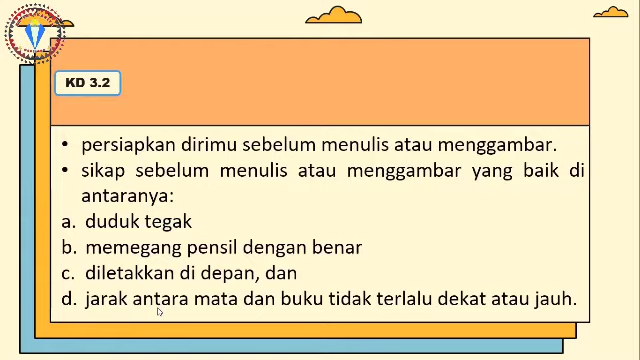 KD 3.2
• persiapkan dirimu sebelum menulis atau menggambar.
• sikap sebelum menulis atau menggambar yang baik di
antaranya:
a. duduk tegak
b. memegang pensil dengan benar
c. diletakkan di depan, dan
d. jarak antara mata dan buku tidak terlalu dekat atau jauh.